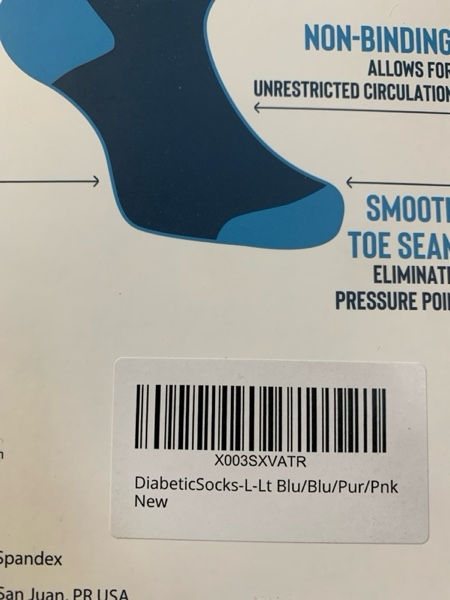 NON-BINDING
ALLOWS FOR
UNRESTRICTED CIRCULATION
SMOOTH
TOE SEAM
ELIMINATE
PRESSURE POI
X003SXVATR
DiabeticSocks-L-Lt Blu/Blu/Pur/Pnk
New
Spandex
San Juan, PR USA